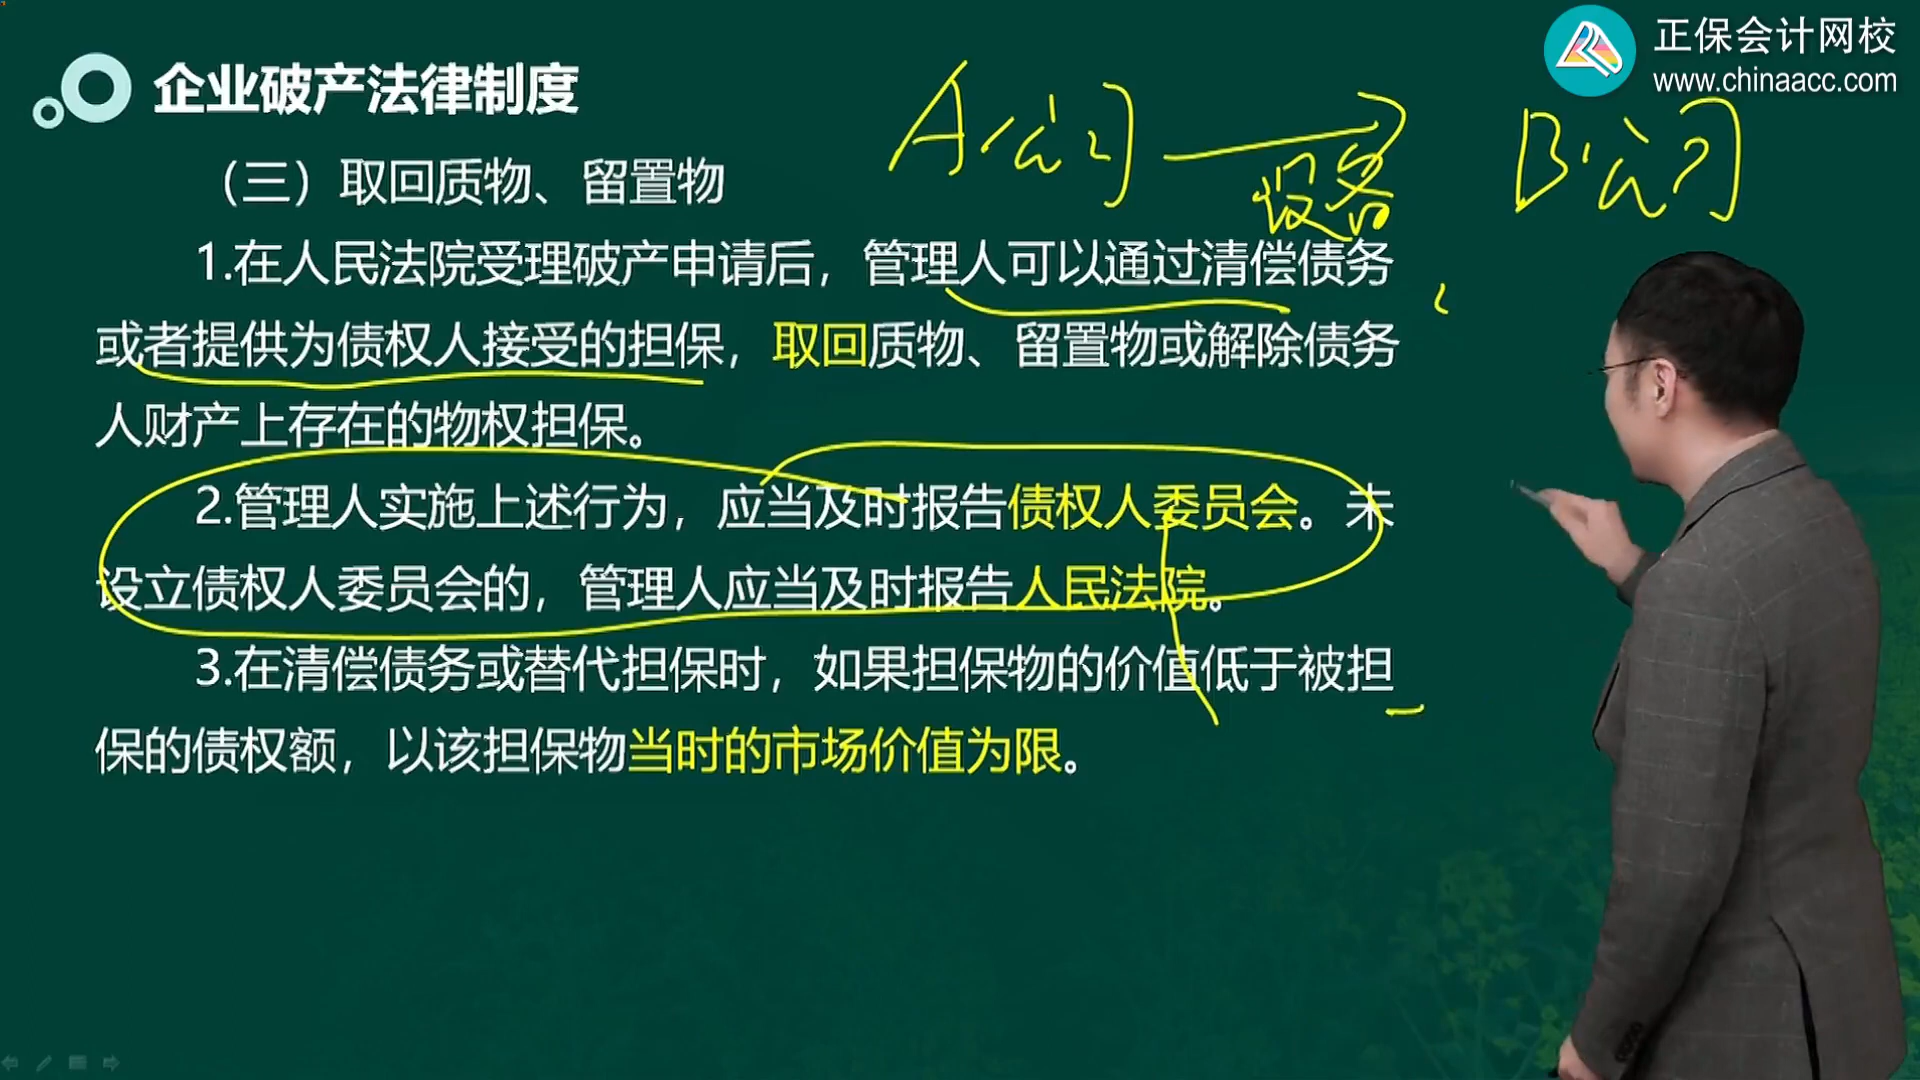 正保会计网校
www.chinaacc.com
企业破产法律制度
A公司
设备
B公司
（三）取回质物、留置物
1.在人民法院受理破产申请后，管理人可以通过清偿债务
或者提供为债权人接受的担保，取回质物、留置物或解除债务
人财产上存在的物权担保。
2.管理人实施上述行为，应当及时报告债权人委员会。未
设立债权人委员会的，管理人应当及时报告人民法院。
3.在清偿债务或替代担保时，如果担保物的价值低于被担
保的债权额，以该担保物当时的市场价值为限。